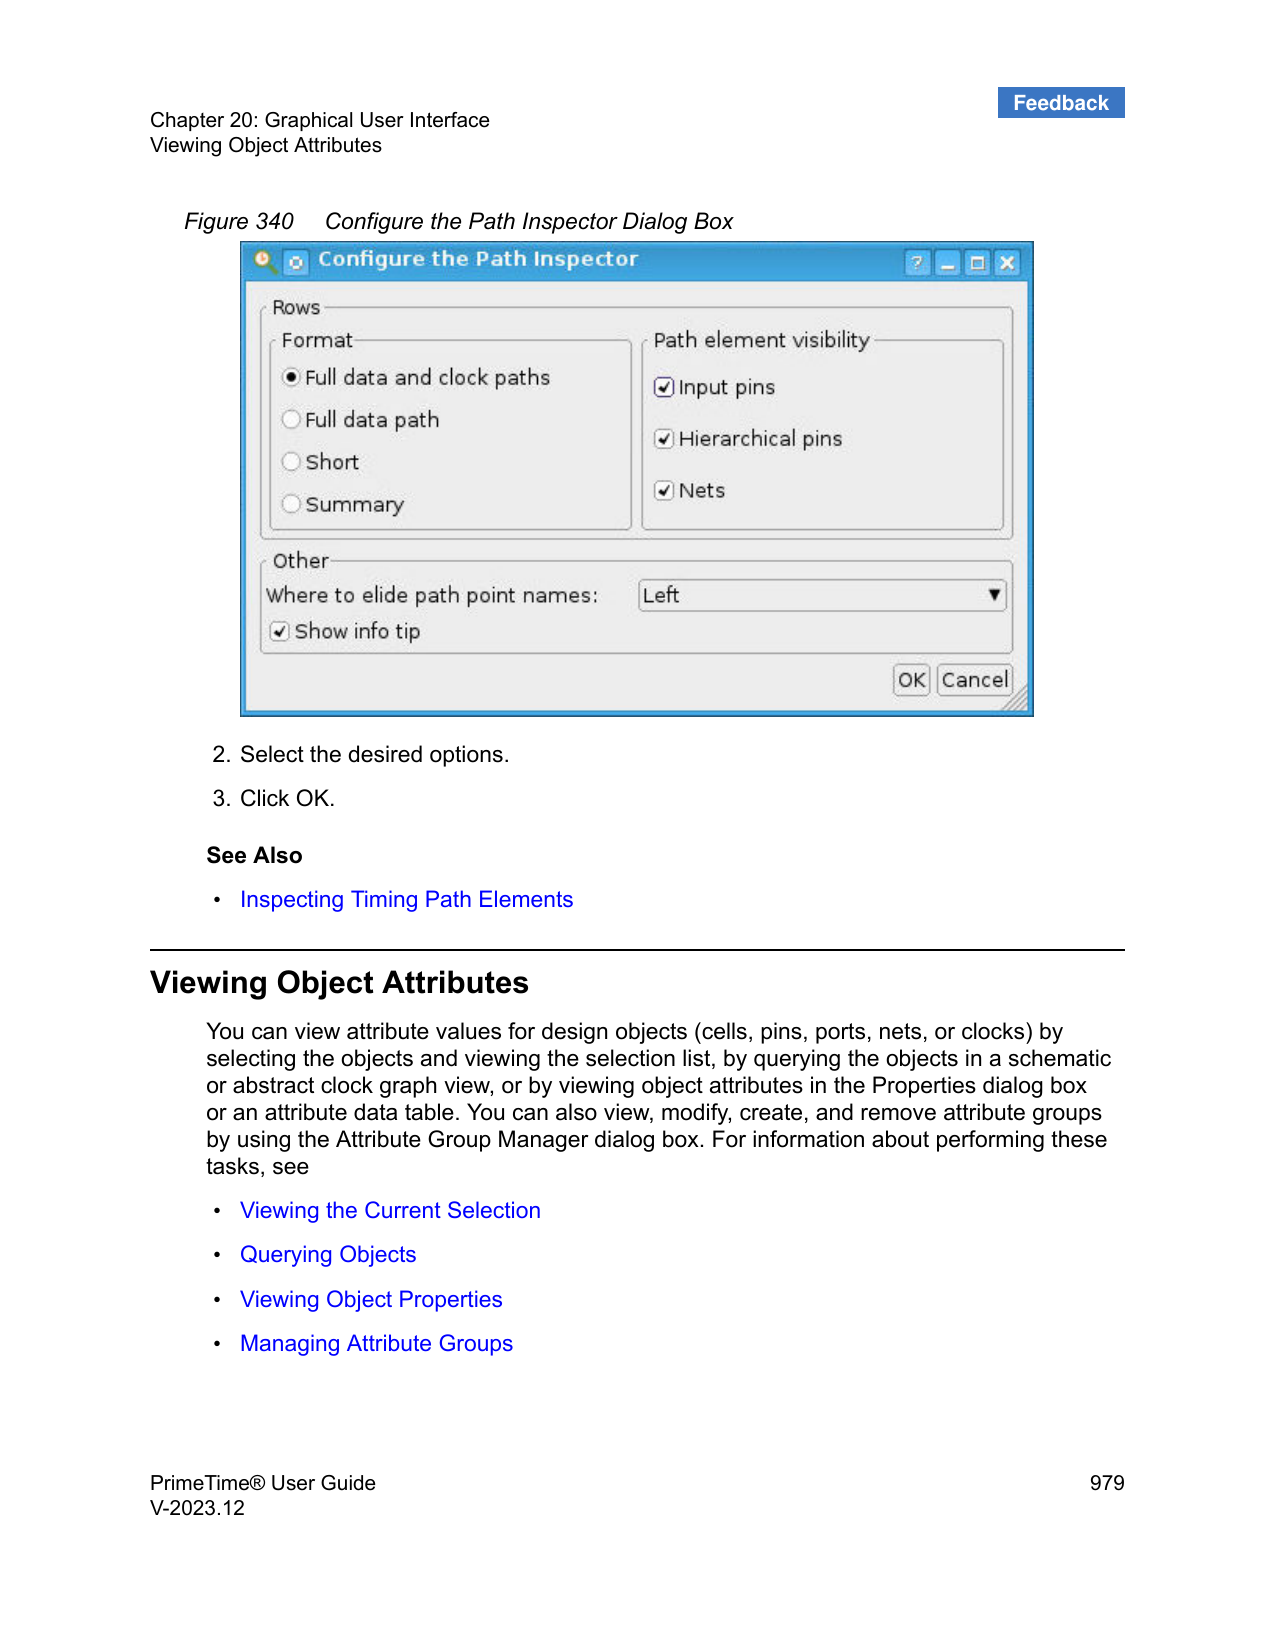 Feedback
Chapter 20: Graphical User Interface
Viewing Object Attributes
Figure 340 Configure the Path Inspector Dialog Box
Configure the Path Inspector
Rows
Format
Full data and clock paths
Full data path
Short
Summary
Path element visibility
Input pins
Hierarchical pins
Nets
Other
Where to elide path point names: Left
Show info tip
OK Cancel
2. Select the desired options.
3. Click OK.
See Also
• Inspecting Timing Path Elements
Viewing Object Attributes
You can view attribute values for design objects (cells, pins, ports, nets, or clocks) by
selecting the objects and viewing the selection list, by querying the objects in a schematic
or abstract clock graph view, or by viewing object attributes in the Properties dialog box
or an attribute data table. You can also view, modify, create, and remove attribute groups
by using the Attribute Group Manager dialog box. For information about performing these
tasks, see
• Viewing the Current Selection
• Querying Objects
• Viewing Object Properties
• Managing Attribute Groups
PrimeTime® User Guide 979
V-2023.12